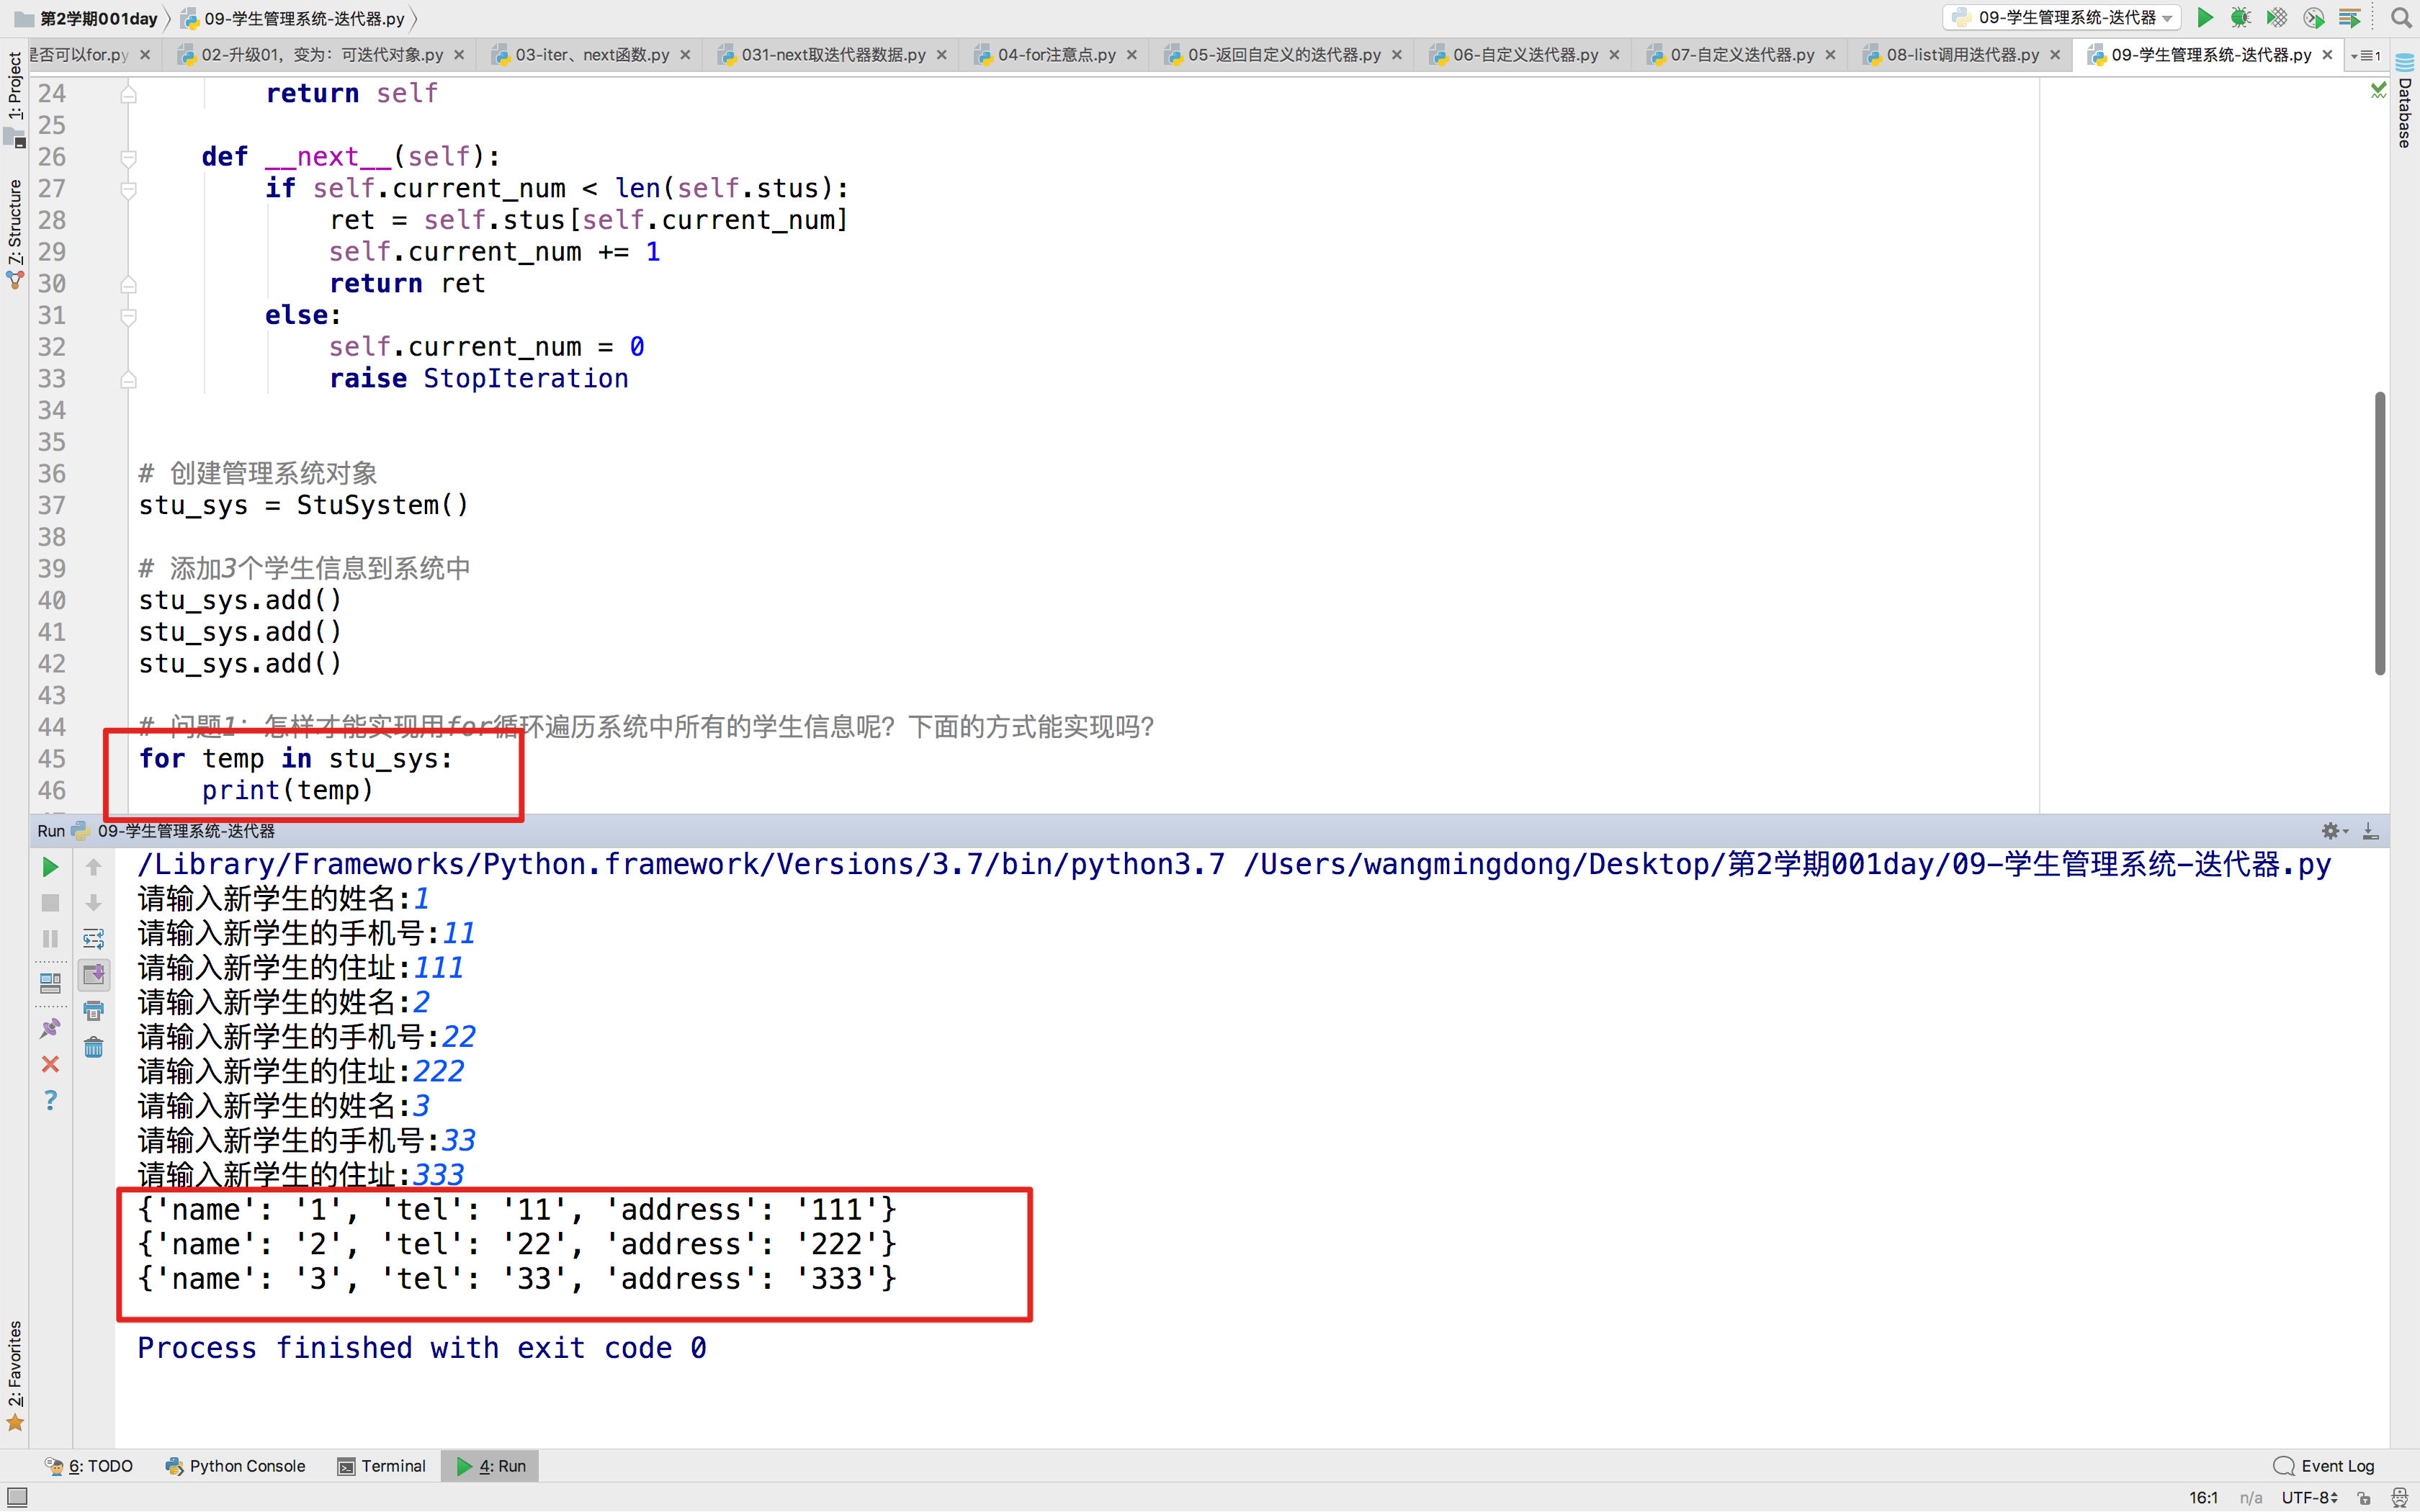 第2学期001day 09-学生管理系统-迭代器.py 09-学生管理系统-迭代器
是否可以for.py 02-升级01，变为：可迭代对象.py 03-iter、next函数.py 031-next取迭代器数据.py 04-for注意点.py 05-返回自定义的迭代器.py 06-自定义迭代器.py 07-自定义迭代器.py 08-list调用迭代器.py 09-学生管理系统-迭代器.py 1
1: Project
7: Structure
2: Favorites
Database
24 return self
25
26 def __next__(self):
27 if self.current_num < len(self.stus):
28 ret = self.stus[self.current_num]
29 self.current_num += 1
30 return ret
31 else:
32 self.current_num = 0
33 raise StopIteration
34
35
36 # 创建管理系统对象
37 stu_sys = StuSystem()
38
39 # 添加3个学生信息到系统中
40 stu_sys.add()
41 stu_sys.add()
42 stu_sys.add()
43
44 # 问题1：怎样才能实现用for循环遍历系统中所有的学生信息呢？下面的方式能实现吗？
45 for temp in stu_sys:
46 print(temp)
Run 09-学生管理系统-迭代器
/Library/Frameworks/Python.framework/Versions/3.7/bin/python3.7 /Users/wangmingdong/Desktop/第2学期001day/09-学生管理系统-迭代器.py
请输入新学生的姓名:1
请输入新学生的手机号:11
请输入新学生的住址:111
请输入新学生的姓名:2
请输入新学生的手机号:22
请输入新学生的住址:222
请输入新学生的姓名:3
请输入新学生的手机号:33
请输入新学生的住址:333
{'name': '1', 'tel': '11', 'address': '111'}
{'name': '2', 'tel': '22', 'address': '222'}
{'name': '3', 'tel': '33', 'address': '333'}
Process finished with exit code 0
6: TODO Python Console Terminal 4: Run Event Log
16:1 n/a UTF-8